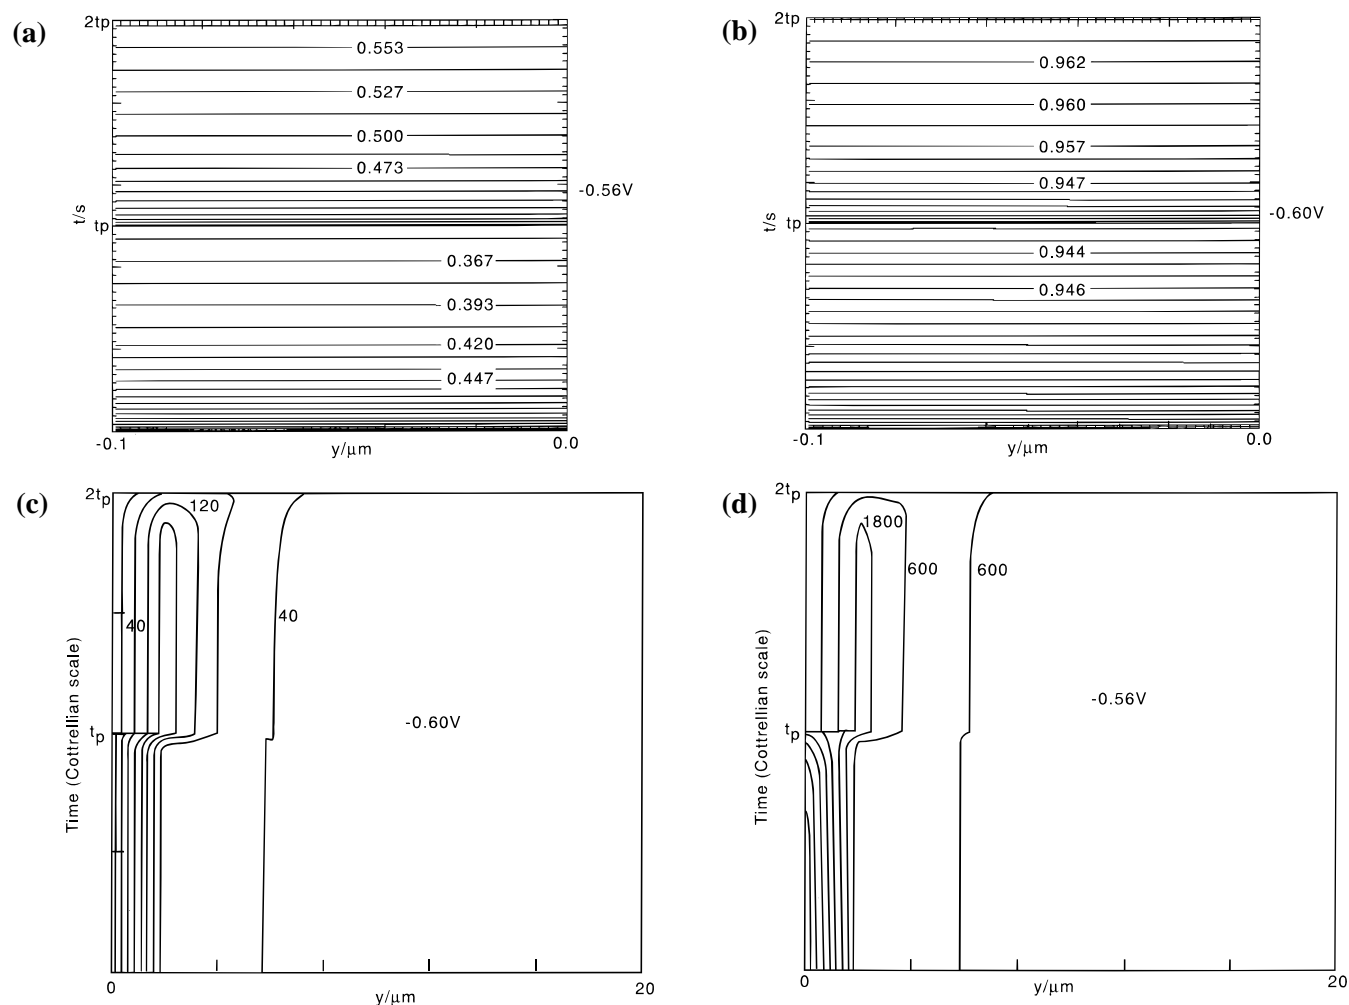 (a)
2tp
0.553
0.527
0.500
0.473
-0.56V
t/s
tp
0.367
0.393
0.420
0.447
-0.1
y/μm
0.0
(b)
2tp
0.962
0.960
0.957
0.947
-0.60V
t/s
tp
0.944
0.946
-0.1
y/μm
0.0
(c)
2tp
120
40
40
Time (Cottrellian scale)
-0.60V
tp
0
y/μm
20
(d)
2tp
1800
600
600
Time (Cottrellian scale)
-0.56V
tp
0
y/μm
20